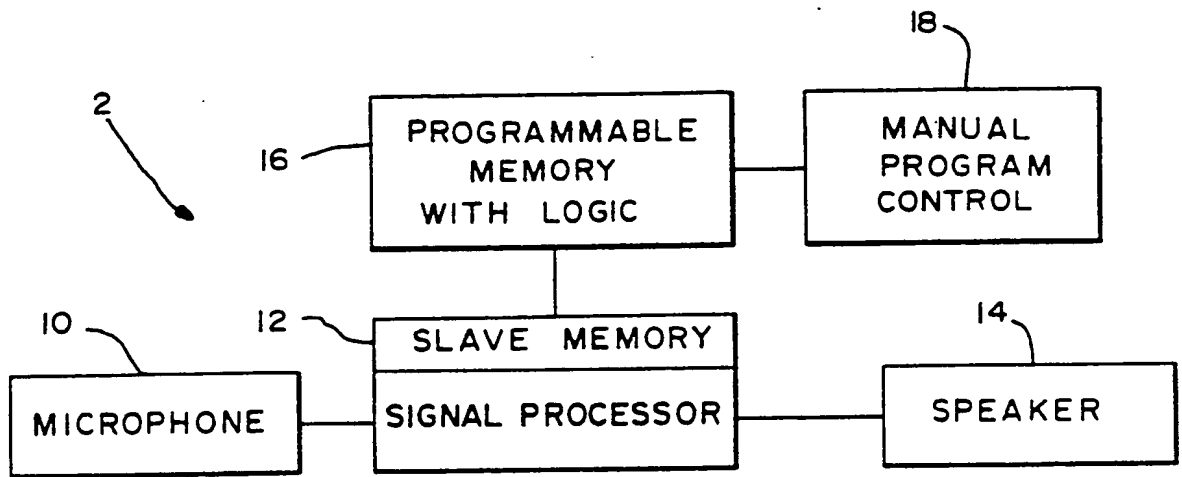 18
2
16
PROGRAMMABLE
MEMORY
WITH LOGIC
MANUAL
PROGRAM
CONTROL
10
12
SLAVE MEMORY
14
MICROPHONE
SIGNAL PROCESSOR
SPEAKER